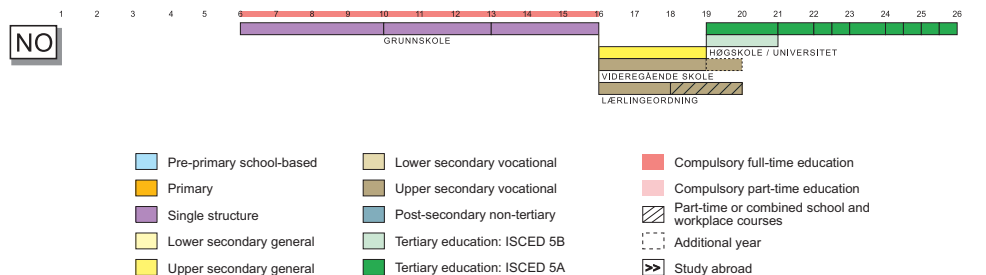 1 2 3 4 5 6 7 8 9 10 11 12 13 14 15 16 17 18 19 20 21 22 23 24 25 26
NO
GRUNNSKOLE
HØGSKOLE / UNIVERSITET
VIDEREGÅENDE SKOLE
LÆRLINGEORDNING
Pre-primary school-based
Primary
Single structure
Lower secondary general
Upper secondary general
Lower secondary vocational
Upper secondary vocational
Post-secondary non-tertiary
Tertiary education: ISCED 5B
Tertiary education: ISCED 5A
Compulsory full-time education
Compulsory part-time education
Part-time or combined school and
workplace courses
Additional year
>> Study abroad